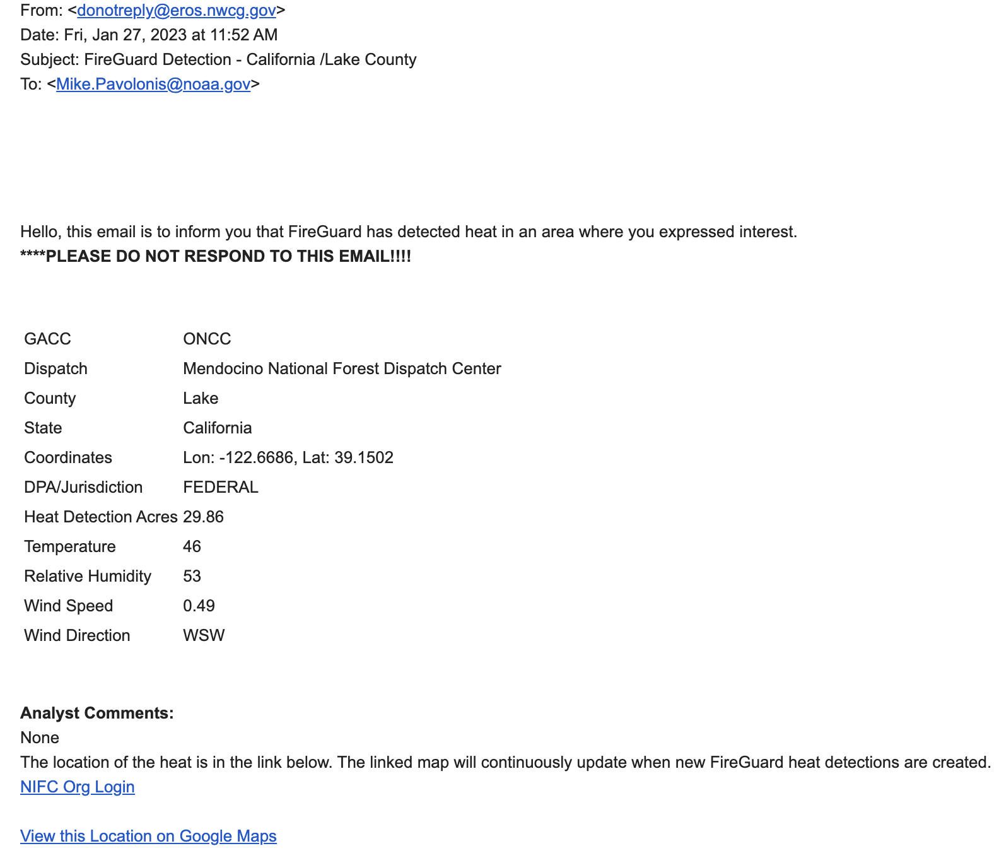 From: <donotreply@eros.nwcg.gov>
Date: Fri, Jan 27, 2023 at 11:52 AM
Subject: FireGuard Detection - California /Lake County
To: <Mike.Pavolonis@noaa.gov>
Hello, this email is to inform you that FireGuard has detected heat in an area where you expressed interest.
****PLEASE DO NOT RESPOND TO THIS EMAIL!!!!
GACC ONCC
Dispatch Mendocino National Forest Dispatch Center
County Lake
State California
Coordinates Lon: -122.6686, Lat: 39.1502
DPA/Jurisdiction FEDERAL
Heat Detection Acres 29.86
Temperature 46
Relative Humidity 53
Wind Speed 0.49
Wind Direction WSW
Analyst Comments:
None
The location of the heat is in the link below. The linked map will continuously update when new FireGuard heat detections are created.
NIFC Org Login
View this Location on Google Maps